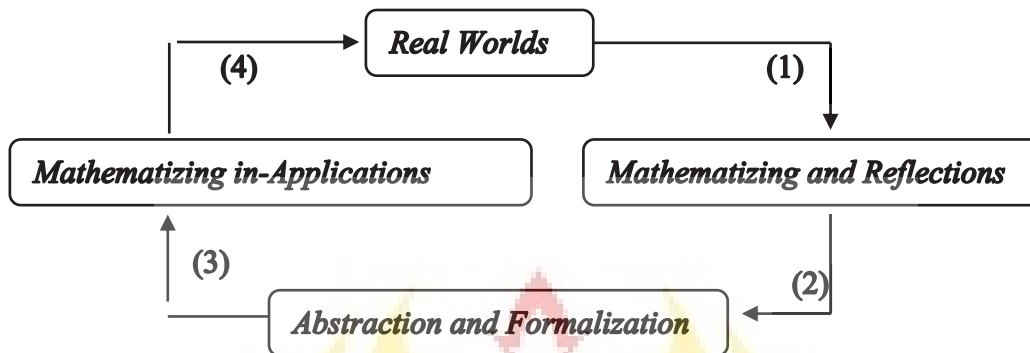 Real Worlds
(4)
(1)
Mathematizing in-Applications
Mathematizing and Reflections
(3)
(2)
Abstraction and Formalization